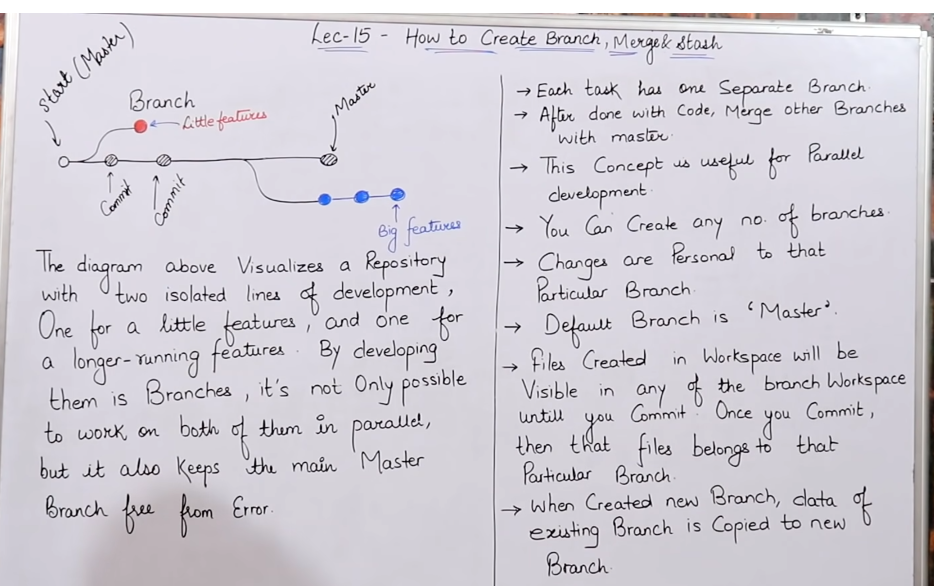 Lec-15 - How to Create Branch, Merge & Stash
Start (Master)
Branch
Little features
Master
Commit
Commit
Big features
The diagram above Visualizes a Repository
with two isolated lines of development,
One for a little features, and one for
a longer-running features. By developing
them is Branches, it's not Only possible
to work on both of them in parallel,
but it also Keeps the main Master
Branch free from Error.
→ Each task has one Separate Branch.
→ After done with Code, Merge other Branches
with master.
→ This Concept is useful for Parallel
development.
→ You Can Create any no. of branches.
→ Changes are Personal to that
Particular Branch.
→ Default Branch is 'Master'.
→ Files Created in Workspace will be
Visible in any of the branch Workspace
untill you Commit. Once you Commit,
then that files belongs to that
Particular Branch.
→ When Created new Branch, data of
existing Branch is Copied to new
Branch.